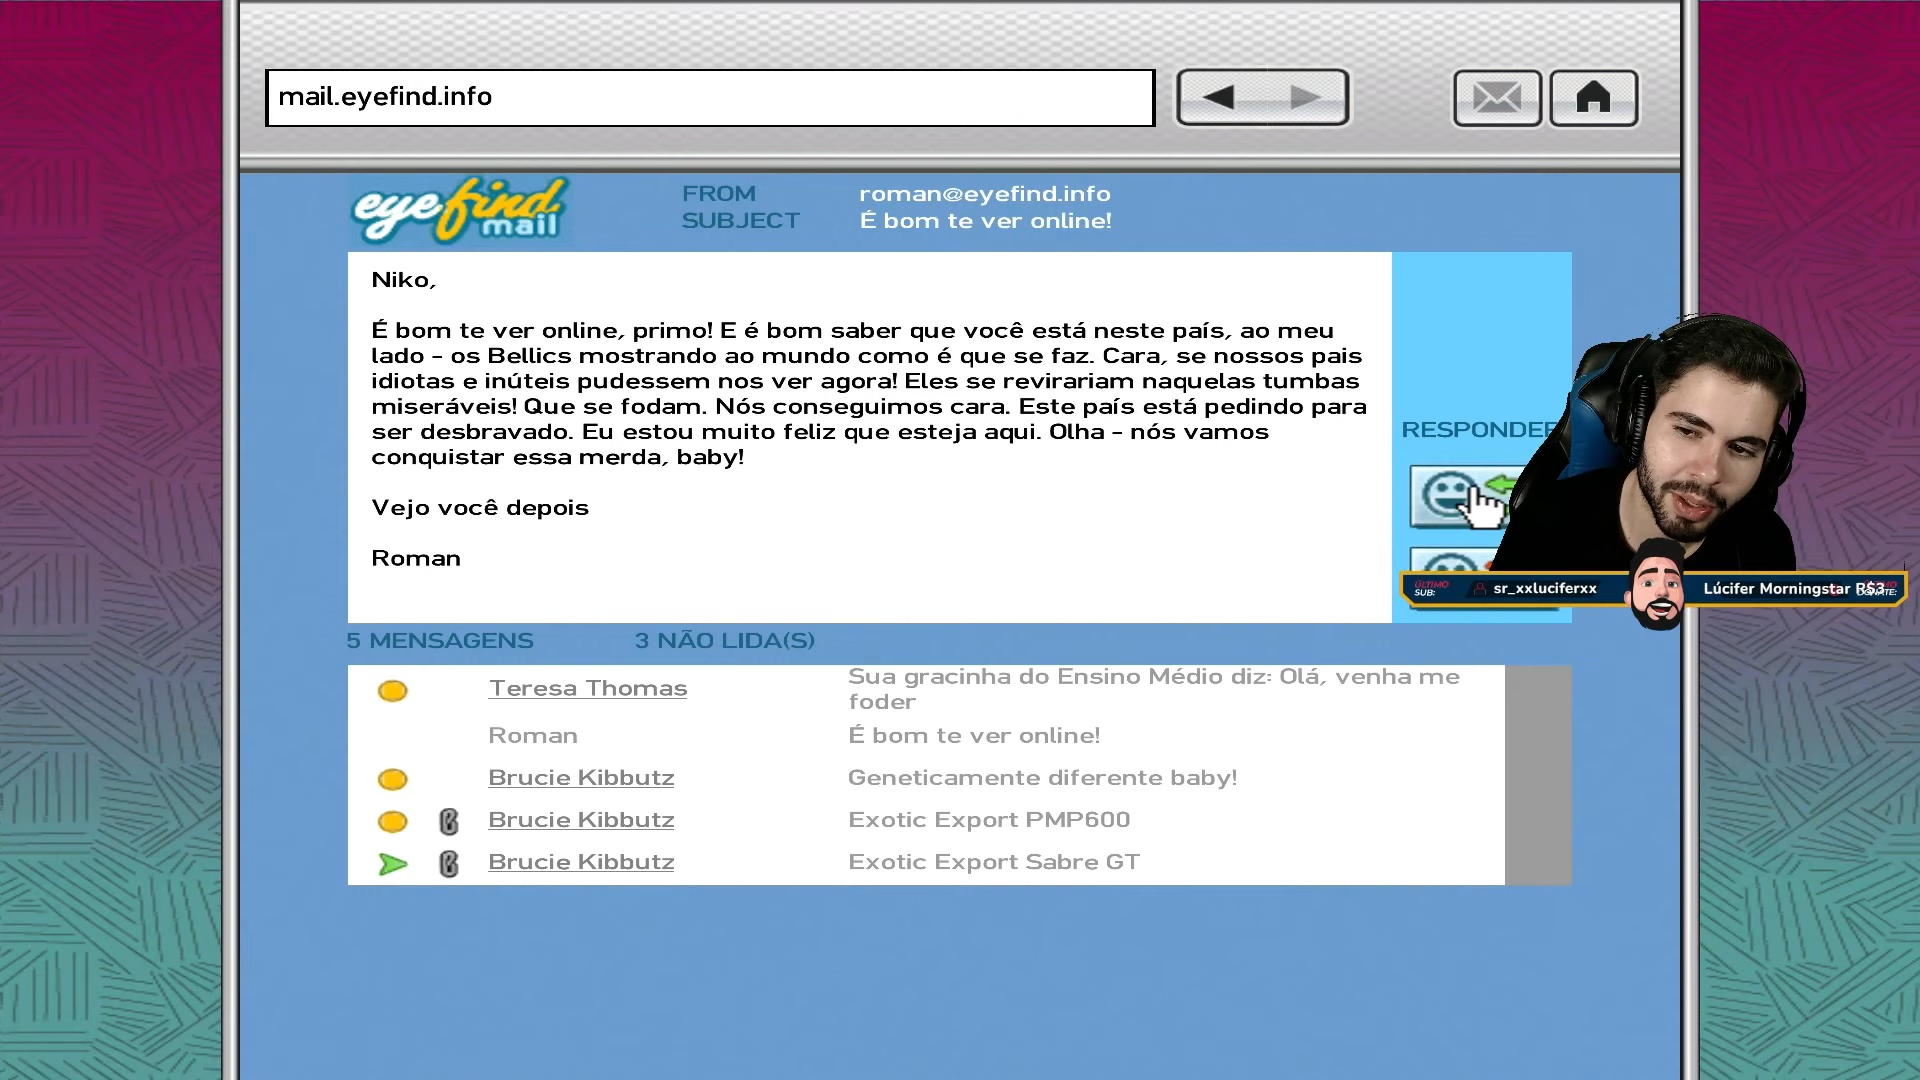 mail.eyefind.info
eyefind
mail
FROM
roman@eyefind.info
SUBJECT
É bom te ver online!
Niko,
É bom te ver online, primo! E é bom saber que você está neste país, ao meu
lado - os Bellics mostrando ao mundo como é que se faz. Cara, se nossos pais
idiotas e inúteis pudessem nos ver agora! Eles se revirariam naquelas tumbas
miseráveis! Que se fodam. Nós conseguimos cara. Este país está pedindo para
ser desbravado. Eu estou muito feliz que esteja aqui. Olha - nós vamos
conquistar essa merda, baby!
Vejo você depois
Roman
RESPONDER
ÚLTIMO
SUB:
sr_xxluciferxx
Lúcifer Morningstar R$3
DONATE:
5 MENSAGENS
3 NÃO LIDA(S)
Teresa Thomas
Sua gracinha do Ensino Médio diz: Olá, venha me
foder
Roman
É bom te ver online!
Brucie Kibbutz
Geneticamente diferente baby!
Brucie Kibbutz
Exotic Export PMP600
Brucie Kibbutz
Exotic Export Sabre GT